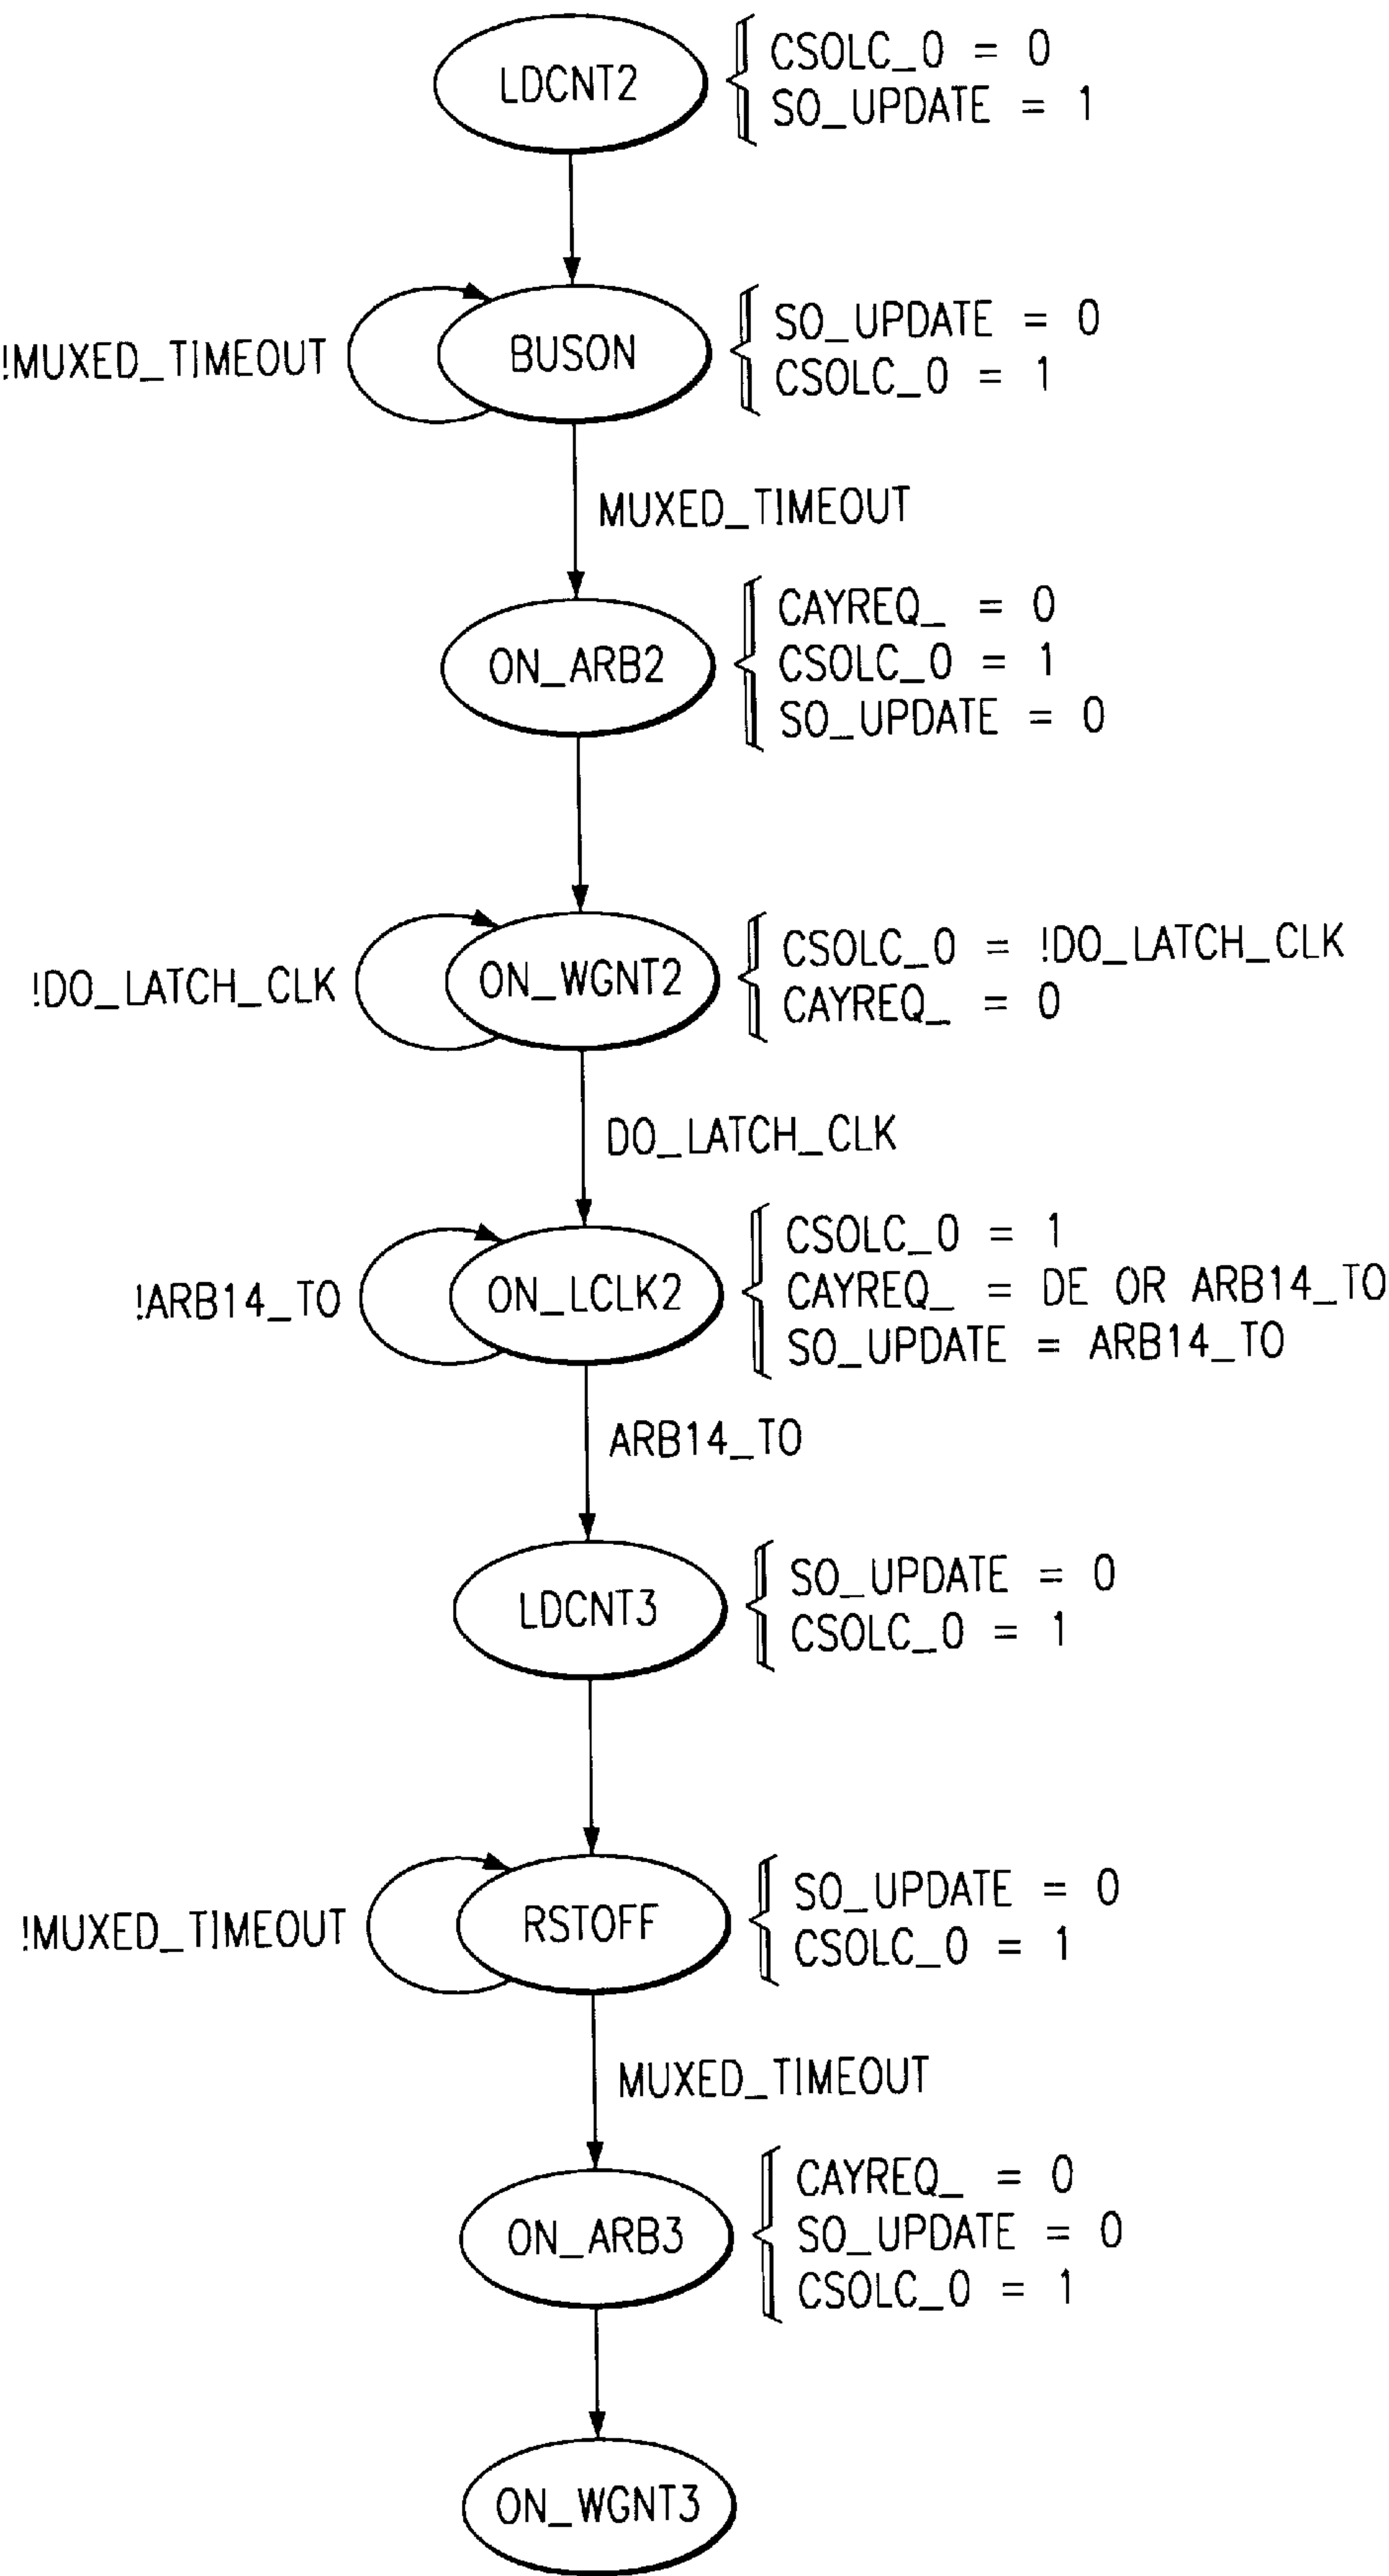 LDCNT2
CSOLC_0 = 0
SO_UPDATE = 1
!MUXED_TIMEOUT
BUSON
SO_UPDATE = 0
CSOLC_0 = 1
MUXED_TIMEOUT
ON_ARB2
CAYREQ_ = 0
CSOLC_0 = 1
SO_UPDATE = 0
!DO_LATCH_CLK
ON_WGNT2
CSOLC_0 = !DO_LATCH_CLK
CAYREQ_ = 0
DO_LATCH_CLK
!ARB14_TO
ON_LCLK2
CSOLC_0 = 1
CAYREQ_ = DE OR ARB14_TO
SO_UPDATE = ARB14_TO
ARB14_TO
LDCNT3
SO_UPDATE = 0
CSOLC_0 = 1
!MUXED_TIMEOUT
RSTOFF
SO_UPDATE = 0
CSOLC_0 = 1
MUXED_TIMEOUT
ON_ARB3
CAYREQ_ = 0
SO_UPDATE = 0
CSOLC_0 = 1
ON_WGNT3